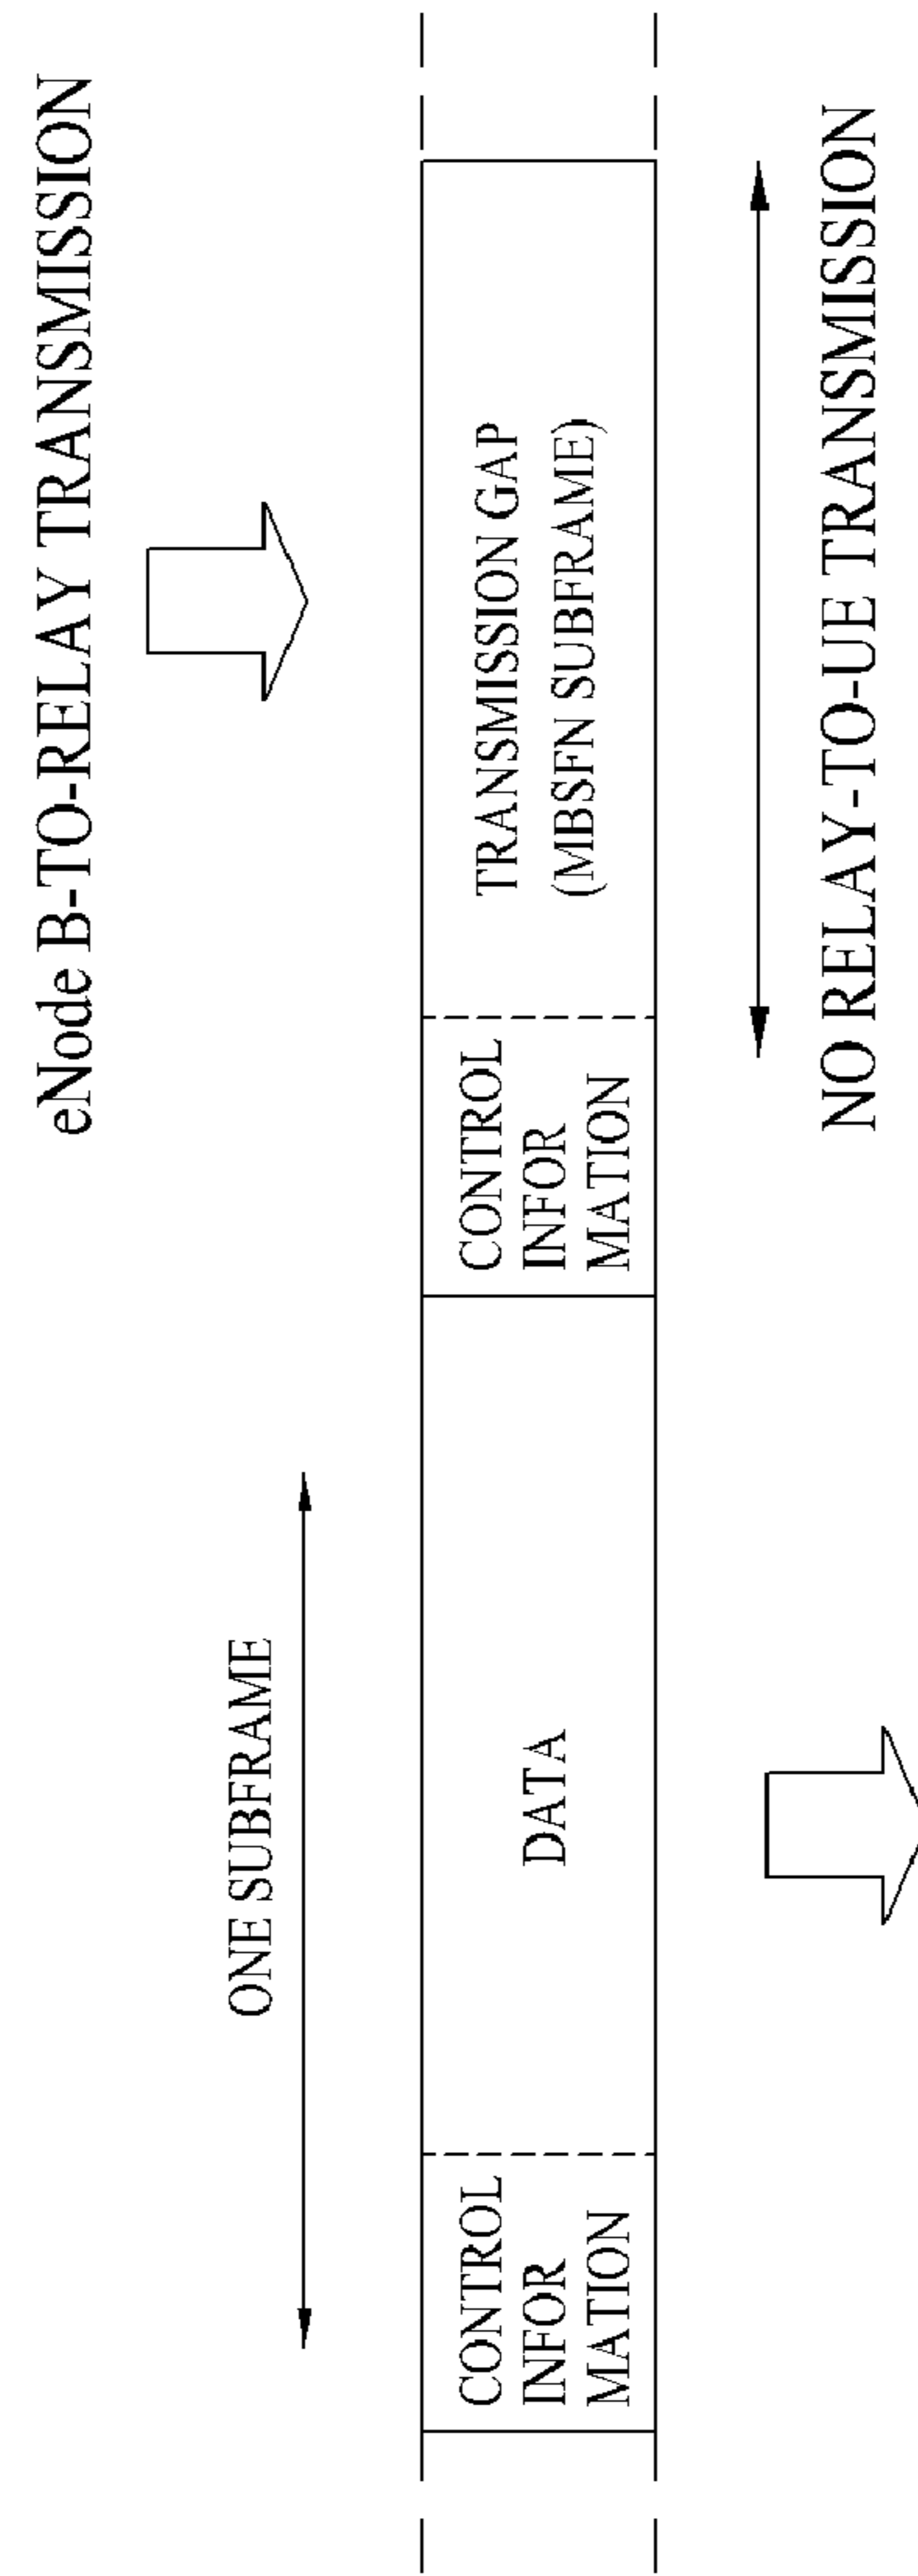 eNode B-TO-RELAY TRANSMISSION
ONE SUBFRAME
CONTROL
INFOR
MATION
DATA
CONTROL
INFOR
MATION
TRANSMISSION GAP
(MBSFN SUBFRAME)
NO RELAY-TO-UE TRANSMISSION